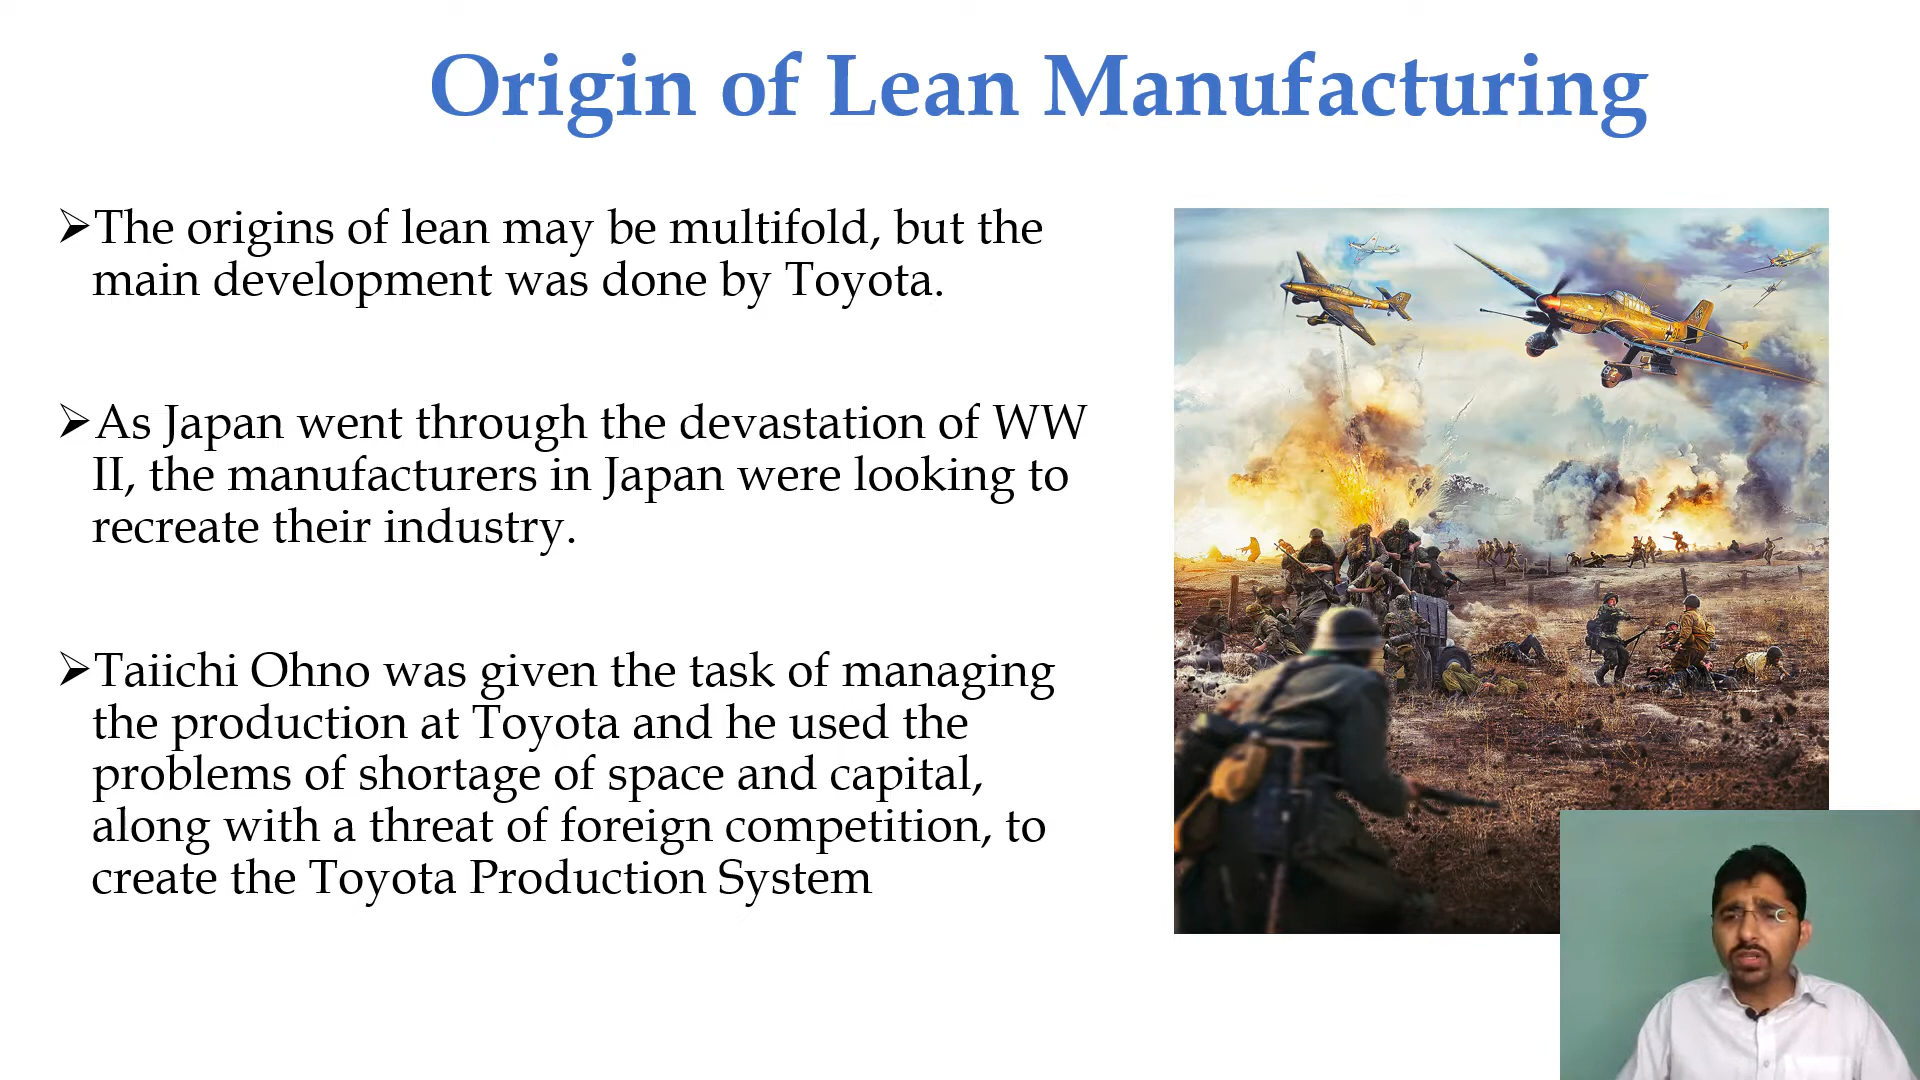 Origin of Lean Manufacturing
➢The origins of lean may be multifold, but the
main development was done by Toyota.
➢As Japan went through the devastation of WW
II, the manufacturers in Japan were looking to
recreate their industry.
➢Taiichi Ohno was given the task of managing
the production at Toyota and he used the
problems of shortage of space and capital,
along with a threat of foreign competition, to
create the Toyota Production System